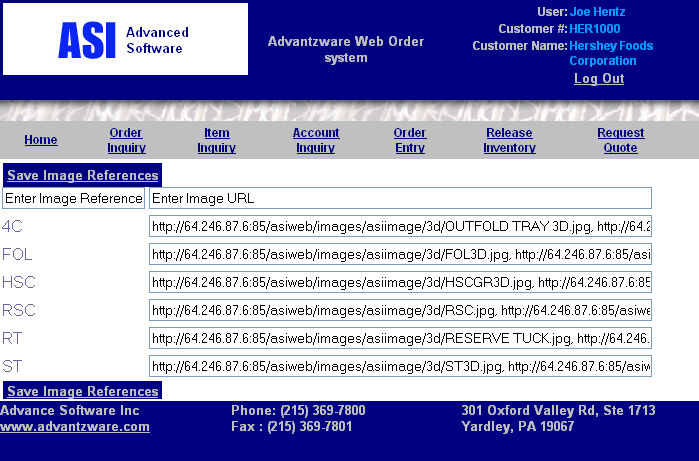 ASI Advanced Software
Advantzware Web Order system
User: Joe Hentz
Customer #: HER1000
Customer Name: Hershey Foods Corporation
Log Out
Home Order Inquiry Item Inquiry Account Inquiry Order Entry Release Inventory Request Quote
Save Image References
Enter Image Reference Enter Image URL
4C http://64.246.87.6:85/asiweb/images/asiimage/3d/OUTFOLD TRAY 3D.jpg, http://64.2
FOL http://64.246.87.6:85/asiweb/images/asiimage/3d/FOL3D.jpg, http://64.246.87.6:85/asi
HSC http://64.246.87.6:85/asiweb/images/asiimage/3d/HSCGR3D.jpg, http://64.246.87.6:85
RSC http://64.246.87.6:85/asiweb/images/asiimage/3d/RSC.jpg, http://64.246.87.6:85/asiwe
RT http://64.246.87.6:85/asiweb/images/asiimage/3d/RESERVE TUCK.jpg, http://64.246.
ST http://64.246.87.6:85/asiweb/images/asiimage/3d/ST3D.jpg, http://64.246.87.6:85/asiw
Save Image References
Advance Software Inc Phone: (215) 369-7800 301 Oxford Valley Rd, Ste 1713
www.advantzware.com Fax : (215) 369-7801 Yardley, PA 19067